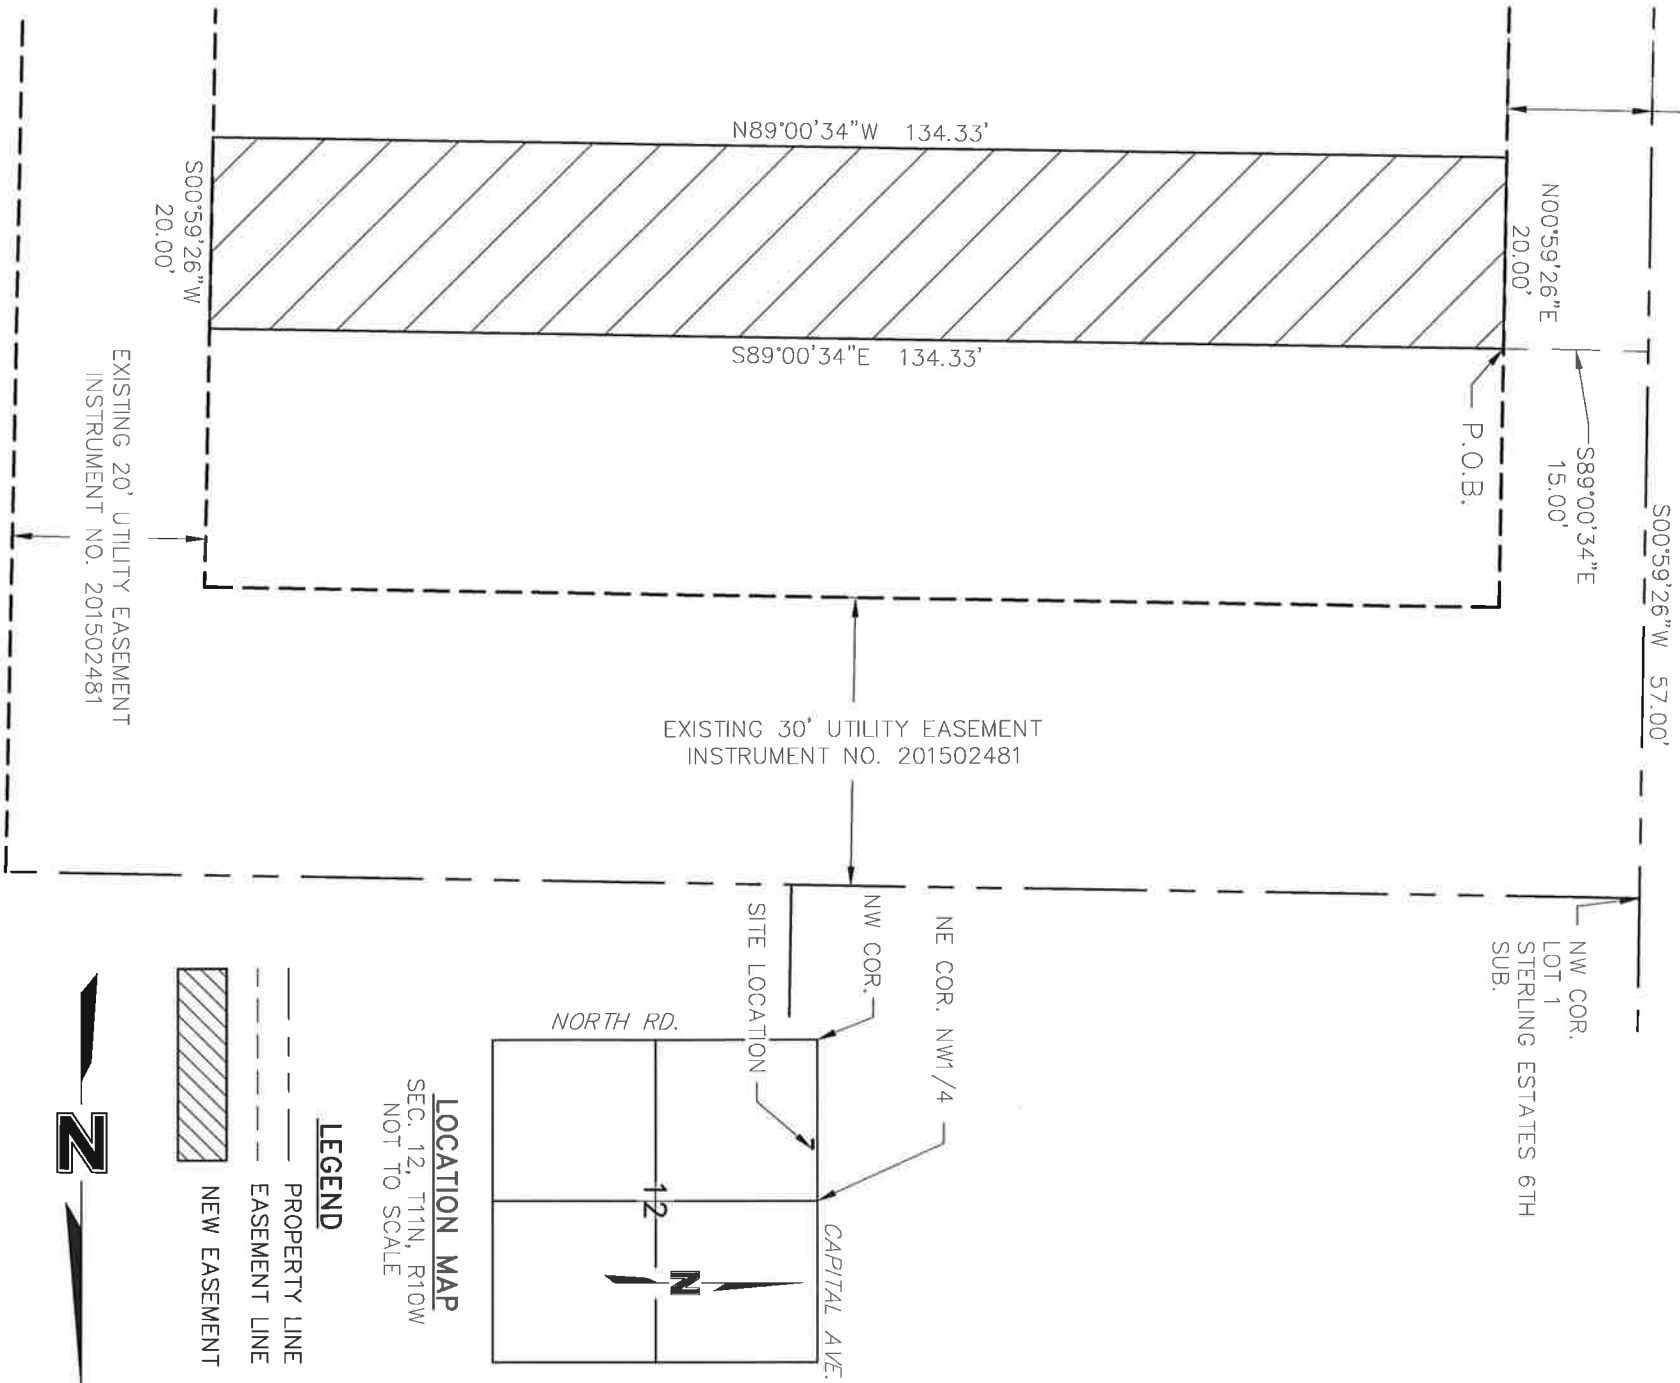 S00°59'26"W 57.00'
S89°00'34"E
15.00'
N00°59'26"E
20.00'
P.O.B.
N89°00'34"W 134.33'
S89°00'34"E 134.33'
S00°59'26"W
20.00'
EXISTING 20' UTILITY EASEMENT
INSTRUMENT NO. 201502481
EXISTING 30' UTILITY EASEMENT
INSTRUMENT NO. 201502481
NW COR.
LOT 1
STERLING ESTATES 6TH
SUB.
NE COR. NW1/4
NW COR.
SITE LOCATION
NORTH RD.
CAPITAL AVE.
12
N
LOCATION MAP
SEC. 12, T11N, R10W
NOT TO SCALE
LEGEND
PROPERTY LINE
EASEMENT LINE
NEW EASEMENT
N